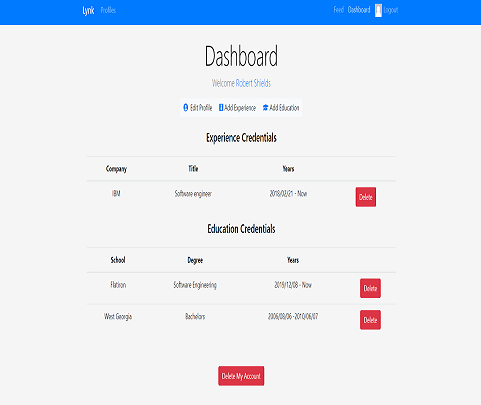 Lynk Profiles Feed Dashboard Logout
Dashboard
Welcome Robert Shields
Edit Profile Add Experience Add Education
Experience Credentials
Company Title Years
IBM Software engineer 2018/02/21 - Now Delete
Education Credentials
School Degree Years
Flatiron Software Engineering 2019/12/08 - Now Delete
West Georgia Bachelors 2006/08/06 - 2010/06/07 Delete
Delete My Account